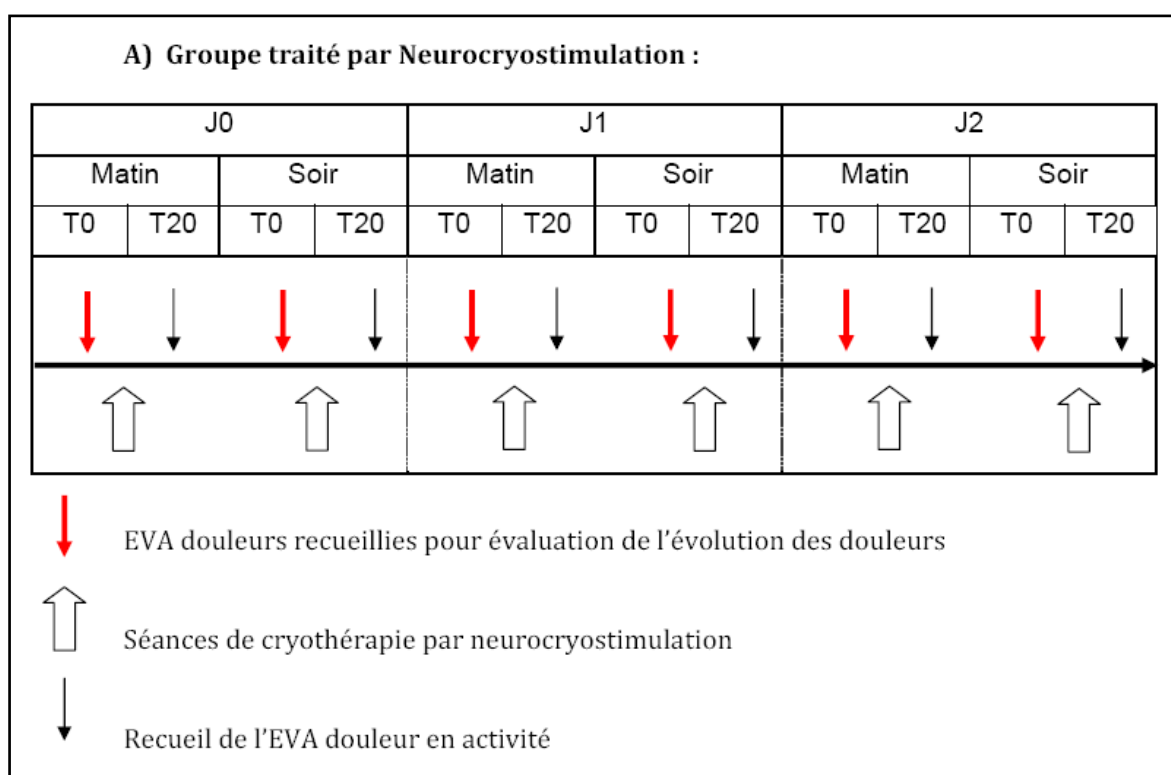 A) Groupe traité par Neurocryostimulation :
J0 J1 J2
Matin Soir Matin Soir Matin Soir
T0 T20 T0 T20 T0 T20 T0 T20 T0 T20 T0 T20
EVA douleurs recueillies pour évaluation de l’évolution des douleurs
Séances de cryothérapie par neurocryostimulation
Recueil de l’EVA douleur en activité